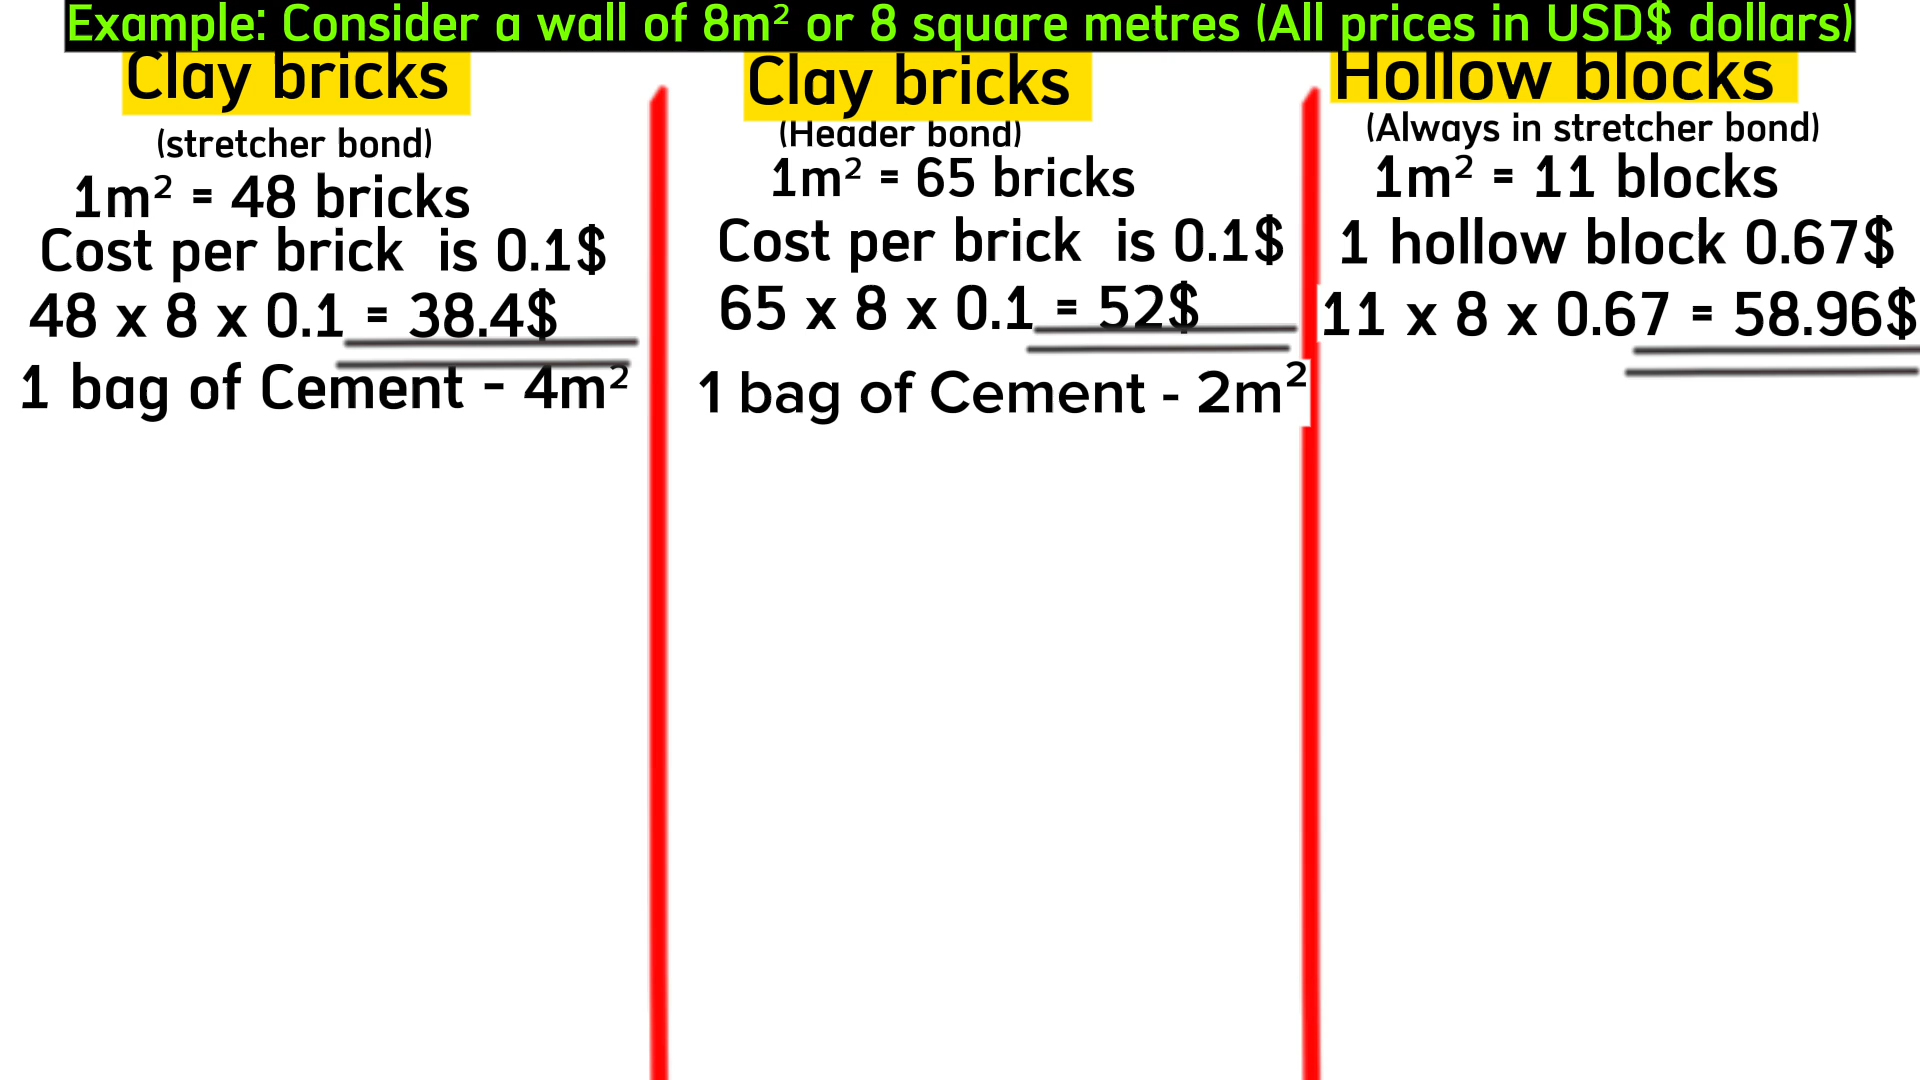 Example: Consider a wall of 8m² or 8 square metres (All prices in USD$ dollars)
Clay bricks
(stretcher bond)
1m² = 48 bricks
Cost per brick is 0.1$
48 x 8 x 0.1 = 38.4$
1 bag of Cement - 4m²
Clay bricks
(Header bond)
1m² = 65 bricks
Cost per brick is 0.1$
65 x 8 x 0.1 = 52$
1 bag of Cement - 2m²
Hollow blocks
(Always in stretcher bond)
1m² = 11 blocks
1 hollow block 0.67$
11 x 8 x 0.67 = 58.96$